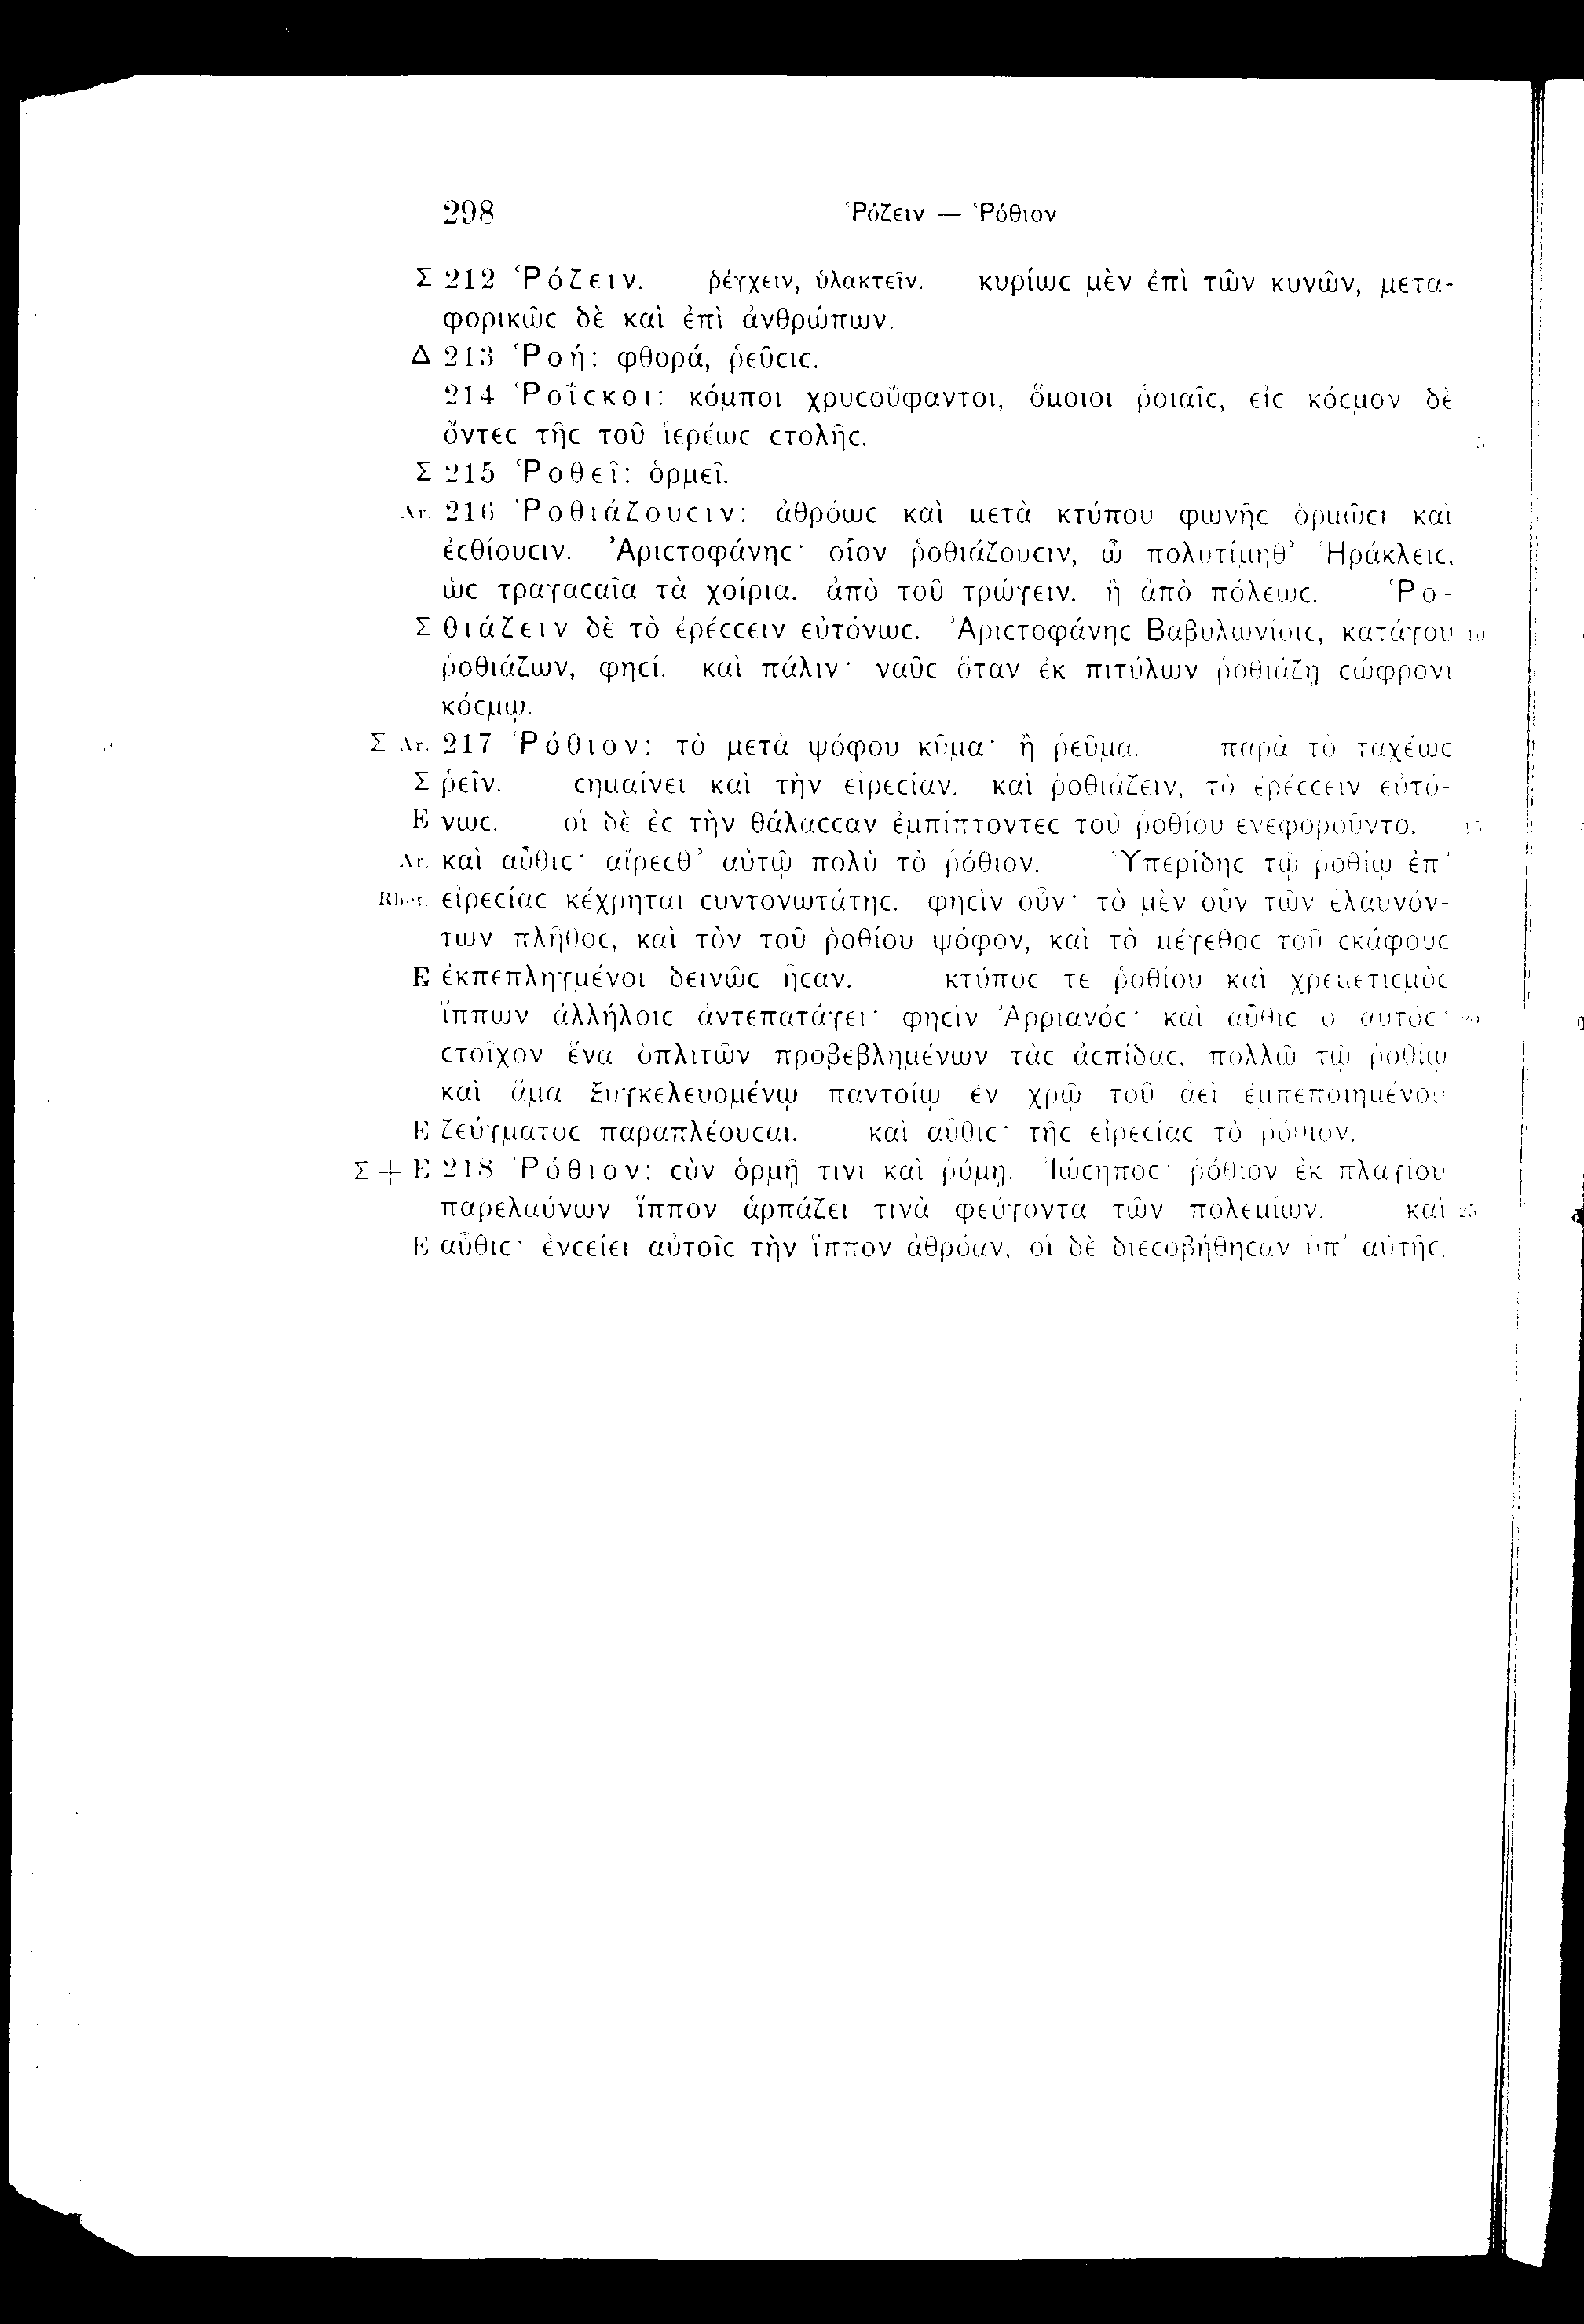 298 Ῥόζειν — Ῥόθιον
Σ 212 Ῥόζειν. ῥέγχειν, ὑλακτεῖν. κυρίωϲ μὲν ἐπὶ τῶν κυνῶν, μετα-
φορικῶϲ δὲ καὶ ἐπὶ ἀνθρώπων.
Δ 213 Ῥοή: φθορά, ῥεῦϲιϲ.
214 Ῥοΐϲκοι: κόμποι χρυϲοΰφαντοι, ὅμοιοι ῥοιαῖϲ, εἰϲ κόϲμον δὲ
ὄντεϲ τῆϲ τοῦ ἱερέωϲ ϲτολῆϲ. 5
Σ 215 Ῥοθεῖ: ὁρμεῖ.
Ar. 216 Ῥοθιάζουϲιν: ἀθρόωϲ καὶ μετὰ κτύπου φωνῆϲ ὁρμῶϲι καὶ
ἐϲθίουϲιν. Ἀριϲτοφάνηϲ· οἷον ῥοθιάζουϲιν, ὦ πολυτίμηθ’ Ἡράκλειϲ,
ὡϲ τραγαϲαῖα τὰ χοίρια. ἀπὸ τοῦ τρώγειν. ἢ ἀπὸ πόλεωϲ. Ῥο-
Σ θιάζειν δὲ τὸ ἐρέϲϲειν εὐτόνωϲ. Ἀριϲτοφάνηϲ Βαβυλωνίοιϲ, κατάγου 10
ῥοθιάζων, φηϲί. καὶ πάλιν· ναῦϲ ὅταν ἐκ πιτύλων ῥοθιάζῃ ϲώφρονι
κόϲμῳ.
Σ Ar. 217 Ῥόθιον: τὸ μετὰ ψόφου κῦμα· ἢ ῥεῦμα. παρὰ τὸ ταχέωϲ
Σ ῥεῖν. ϲημαίνει καὶ τὴν εἰρεϲίαν. καὶ ῥοθιάζειν, τὸ ἐρέϲϲειν εὐτό-
E νωϲ. οἱ δὲ ἐϲ τὴν θάλαϲϲαν ἐμπίπτοντεϲ τοῦ ῥοθίου ἐνεφοροῦντο. 15
Ar. καὶ αὖθιϲ· αἴρεϲθ’ αὐτῷ πολὺ τὸ ῥόθιον. Ὑπερίδηϲ τῷ ῥοθίῳ ἐπ’
Rhet. εἰρεϲίαϲ κέχρηται ϲυντονωτάτηϲ. φηϲὶν οὖν· τὸ μὲν οὖν τῶν ἐλαυνόν-
των πλῆθοϲ, καὶ τὸν τοῦ ῥοθίου ψόφον, καὶ τὸ μέγεθοϲ τοῦ ϲκάφουϲ
E ἐκπεπληγμένοι δεινῶϲ ἦϲαν. κτύποϲ τε ῥοθίου καὶ χρεμετιϲμὸϲ
ἵππων ἀλλήλοιϲ ἀντεπατάγει· φηϲὶν Ἀρριανόϲ· καὶ αὖθιϲ ὁ αὐτόϲ· 20
ϲτοῖχον ἕνα ὁπλιτῶν προβεβλημένων τὰϲ ἀϲπίδαϲ, πολλῷ τῷ ῥοθίῳ
καὶ ἅμα ξυγκελευομένῳ παντοίῳ ἐν χρῷ τοῦ ἀεὶ ἐμπεποιημένου
E ζεύγματοϲ παραπλέουϲαι. καὶ αὖθιϲ· τῆϲ εἰρεϲίαϲ τὸ ῥόθιον.
Σ + E 218 Ῥόθιον: ϲὺν ὁρμῇ τινι καὶ ῥύμῃ. Ἰώϲηποϲ· ῥόθιον ἐκ πλαγίου
παρελαύνων ἵππον ἁρπάζει τινὰ φεύγοντα τῶν πολεμίων. καὶ 25
E αὖθιϲ· ἐνϲείει αὐτοῖϲ τὴν ἵππον ἀθρόαν, οἱ δὲ διεϲοβήθηϲαν ὑπ’ αὐτῆϲ.